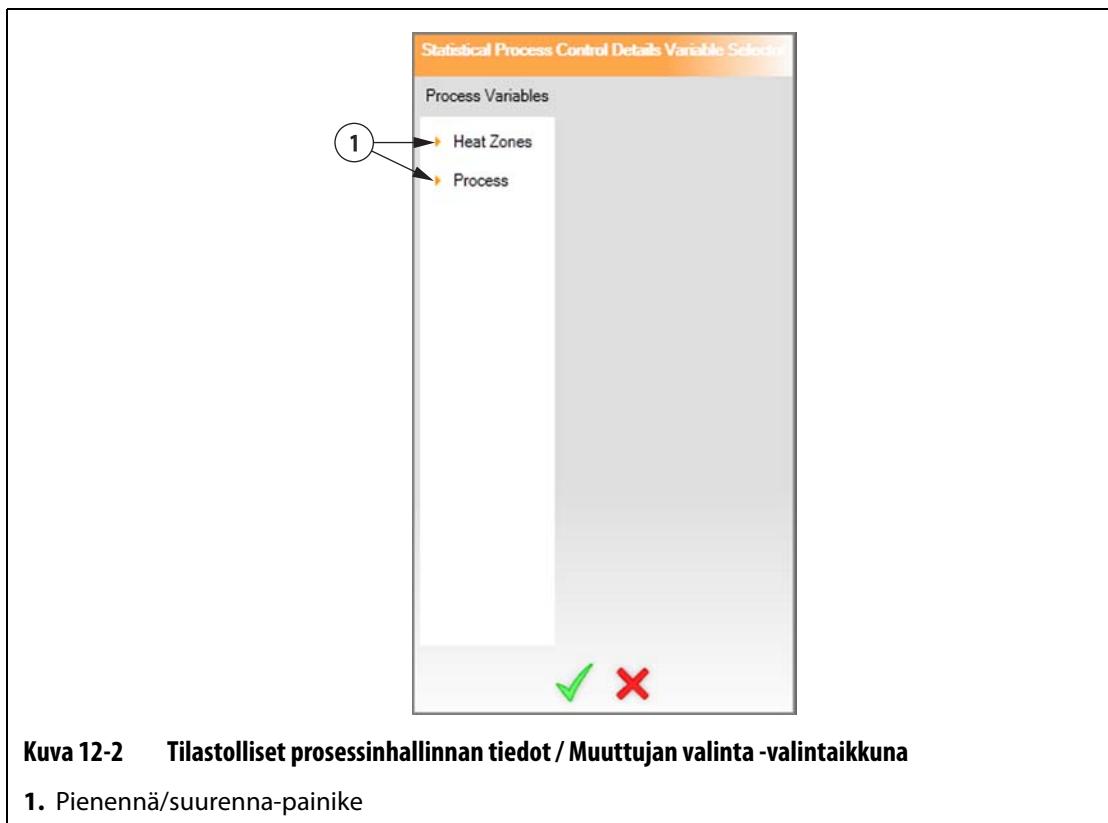 Statistical Process Control Details Variable Selector
Process Variables
1
Heat Zones
Process
Kuva 12-2 Tilastolliset prosessinhallinnan tiedot / Muuttujan valinta -valintaikkuna
1. Pienennä/suurenna-painike